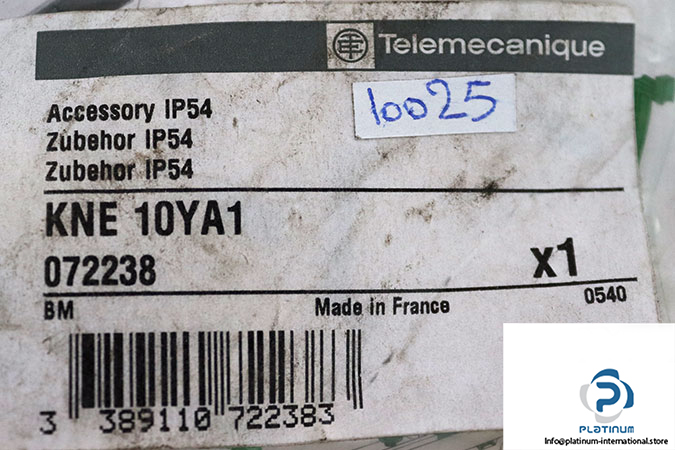 Telemecanique
10025
Accessory IP54
Zubehor IP54
Zubehor IP54
KNE 10YA1
072238
x1
BM
Made in France
0540
3 389110 722383
PLATINUM
Info@platinum-international.store